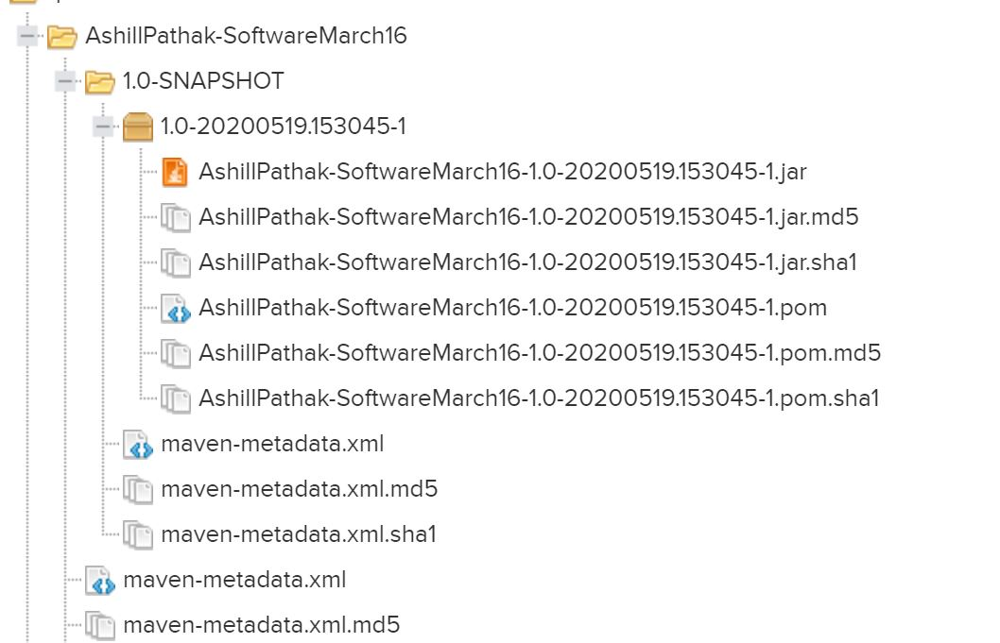 AshillPathak-SoftwareMarch16
1.0-SNAPSHOT
1.0-20200519.153045-1
AshillPathak-SoftwareMarch16-1.0-20200519.153045-1.jar
AshillPathak-SoftwareMarch16-1.0-20200519.153045-1.jar.md5
AshillPathak-SoftwareMarch16-1.0-20200519.153045-1.jar.sha1
AshillPathak-SoftwareMarch16-1.0-20200519.153045-1.pom
AshillPathak-SoftwareMarch16-1.0-20200519.153045-1.pom.md5
AshillPathak-SoftwareMarch16-1.0-20200519.153045-1.pom.sha1
maven-metadata.xml
maven-metadata.xml.md5
maven-metadata.xml.sha1
maven-metadata.xml
maven-metadata.xml.md5